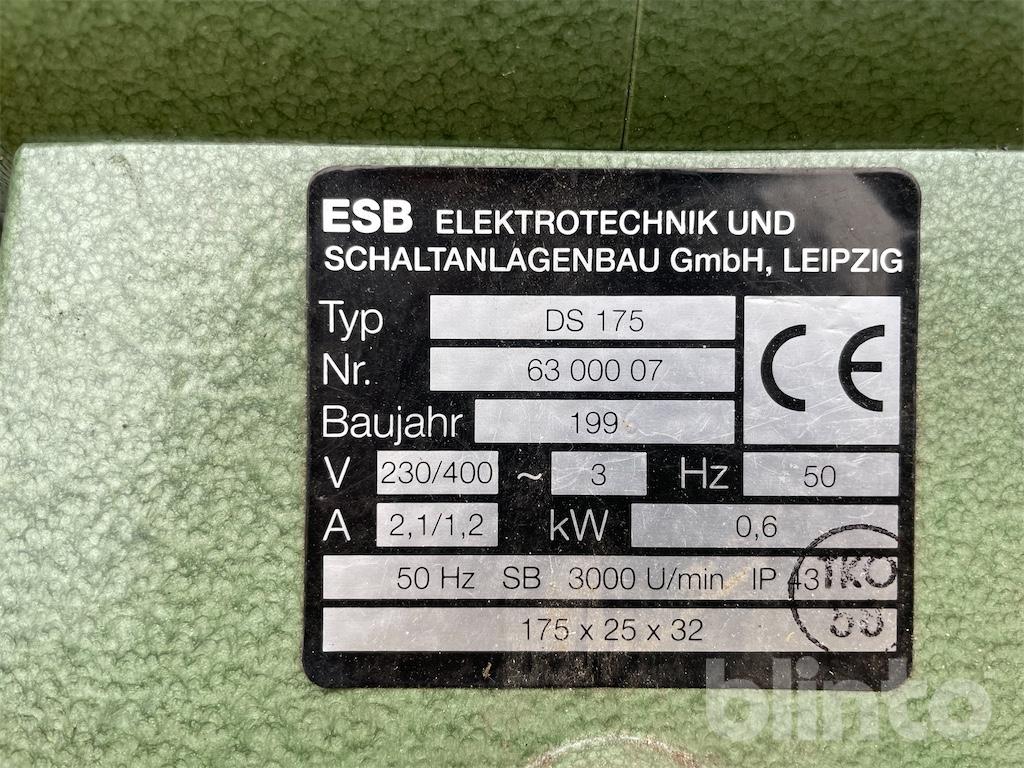 ESB ELEKTROTECHNIK UND
SCHALTANLAGENBAU GmbH, LEIPZIG
Typ DS 175
Nr. 63 000 07
Baujahr 199
CE
V 230/400 ~ 3 Hz 50
A 2,1/1,2 kW 0,6
50 Hz SB 3000 U/min IP 43
TKO
175 x 25 x 32
blinto